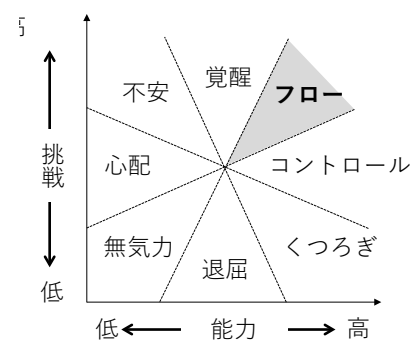 不安
覚醒
フロー
挑戦
心配
コントロール
無気力
退屈
くつろぎ
低
低
能力
高